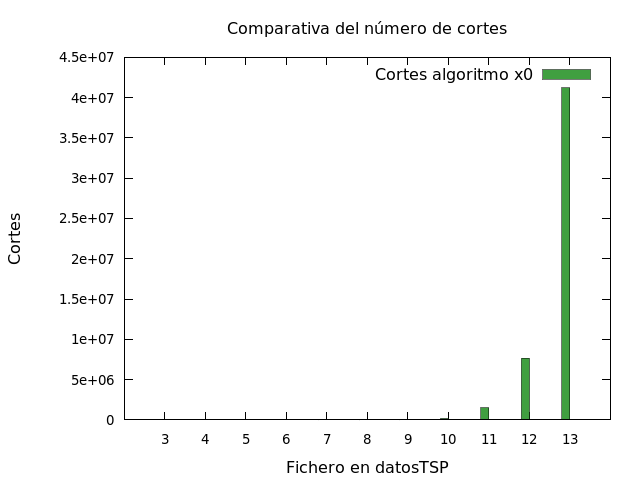 Comparativa del número de cortes
4.5e+07
4e+07
3.5e+07
3e+07
2.5e+07
2e+07
1.5e+07
1e+07
5e+06
0
Cortes
Cortes algoritmo x0
3 4 5 6 7 8 9 10 11 12 13
Fichero en datosTSP